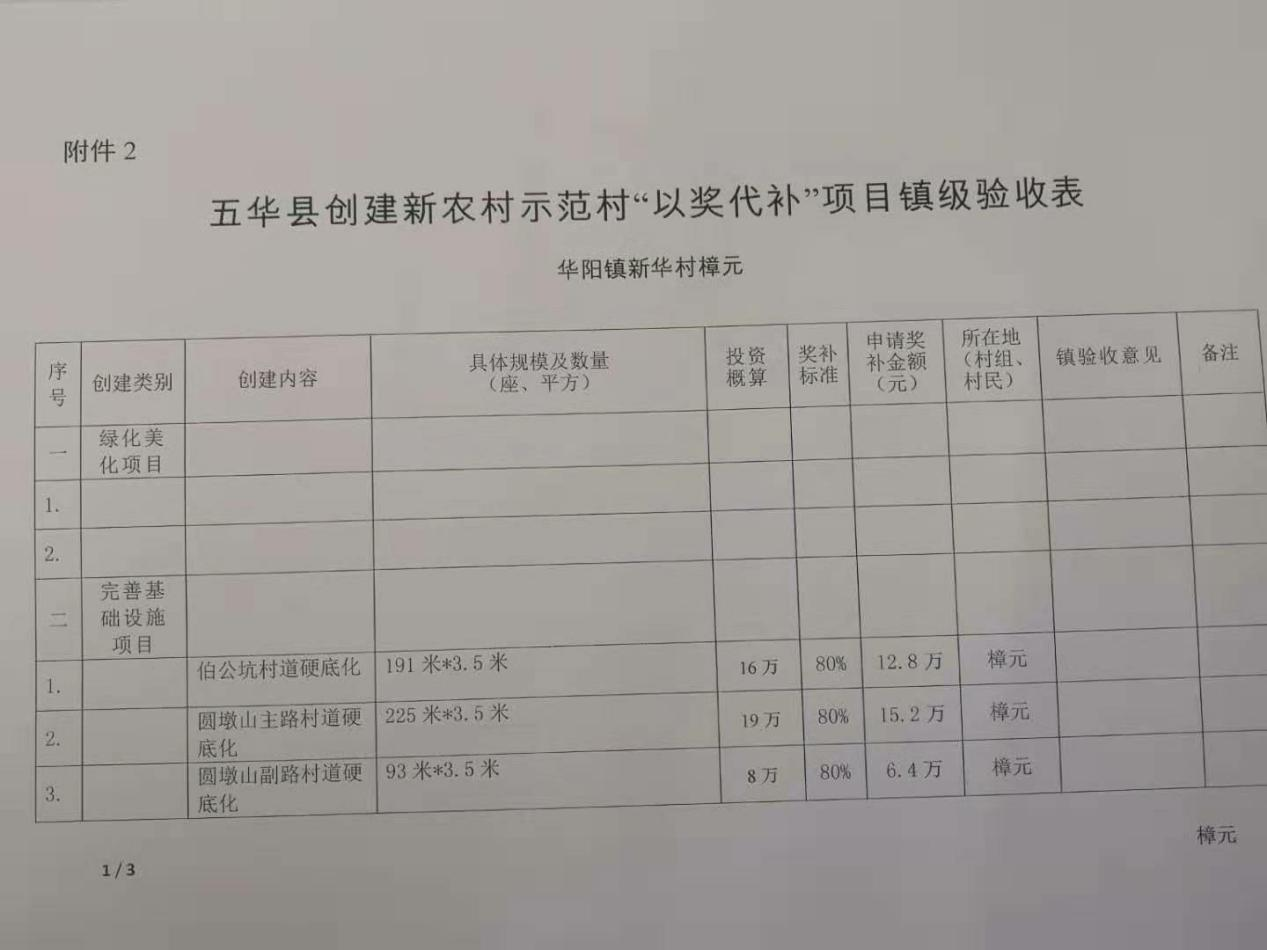 附件 2
五华县创建新农村示范村“以奖代补”项目镇级验收表
华阳镇新华村樟元
序号 创建类别 创建内容 具体规模及数量（座、平方） 投资概算 奖补标准 申请奖补金额（元） 所在地（村组、村民） 镇验收意见 备注
一 绿化美化项目
1.
2.
二 完善基础设施项目
1. 伯公坑村道硬底化 191 米*3.5 米 16 万 80% 12.8 万 樟元
2. 圆墩山主路村道硬底化 225 米*3.5 米 19 万 80% 15.2 万 樟元
3. 圆墩山副路村道硬底化 93 米*3.5 米 8 万 80% 6.4 万 樟元
樟元
1 / 3